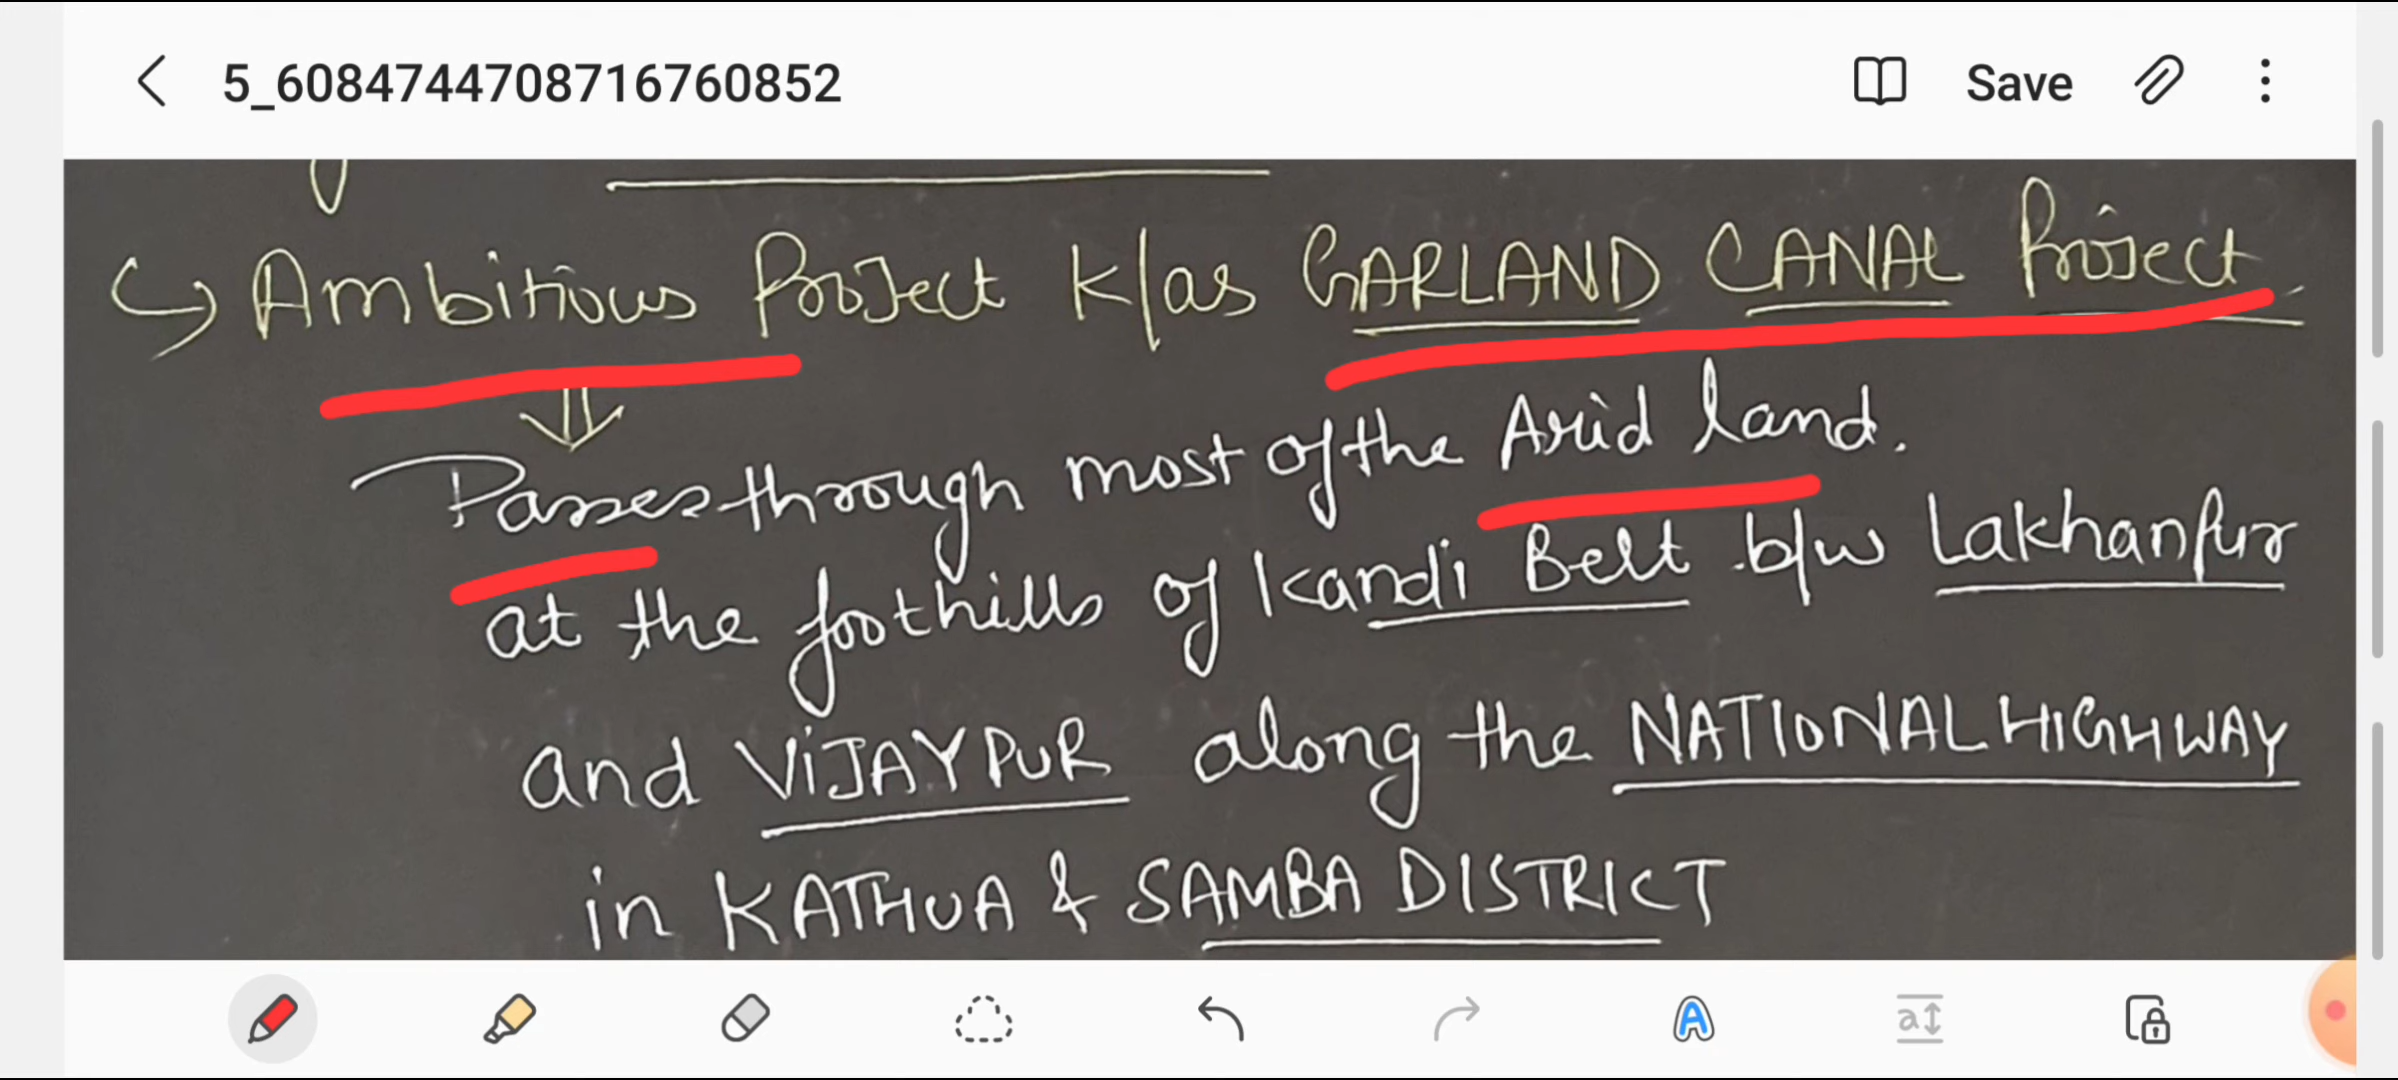 5_6084744708716760852
Save
↪ Ambitious Project k/as GARLAND CANAL Project
Passes through most of the Arid land.
at the foothills of Kandi Belt b/w Lakhanpur
and VIJAYPUR along the NATIONAL HIGHWAY
in KATHUA & SAMBA DISTRICT
A
a